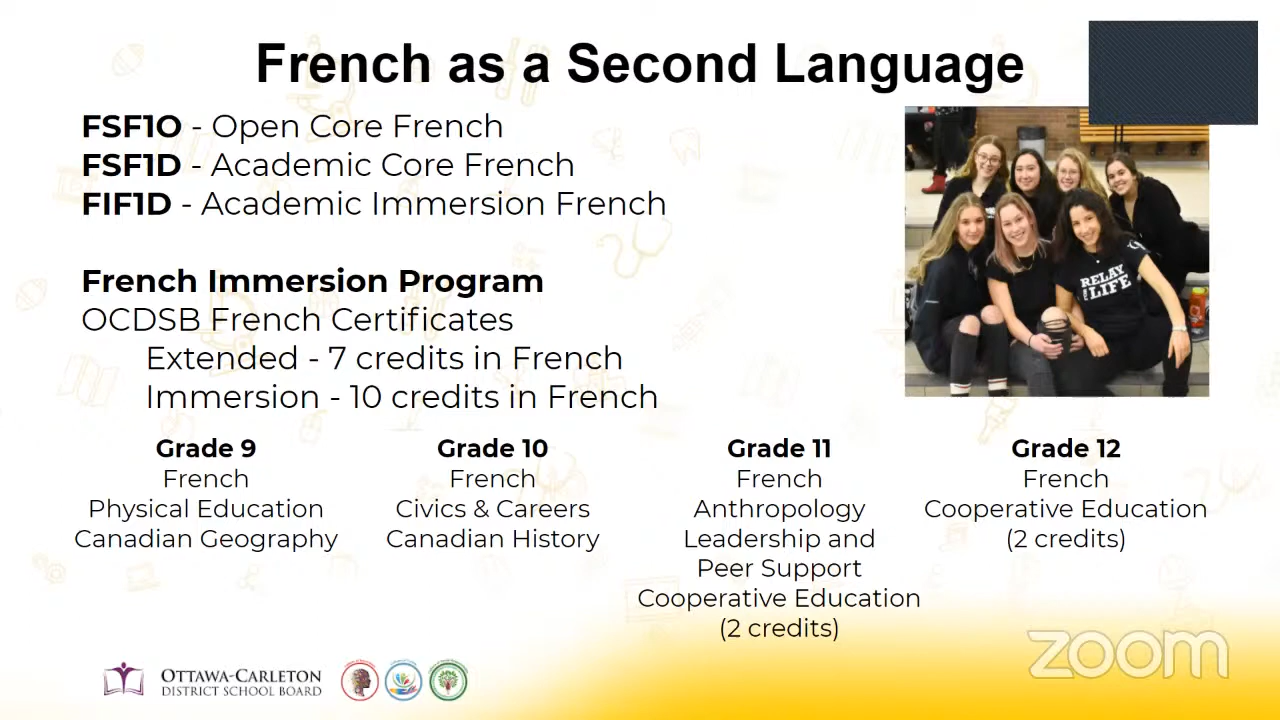 French as a Second Language
FSF1O - Open Core French
FSF1D - Academic Core French
FIF1D - Academic Immersion French
RELAY
FOR LIFE
French Immersion Program
OCDSB French Certificates
Extended - 7 credits in French
Immersion - 10 credits in French
Grade 9
French
Physical Education
Canadian Geography
Grade 10
French
Civics & Careers
Canadian History
Grade 11
French
Anthropology
Leadership and
Peer Support
Cooperative Education
(2 credits)
Grade 12
French
Cooperative Education
(2 credits)
OTTAWA-CARLETON
DISTRICT SCHOOL BOARD
zoom